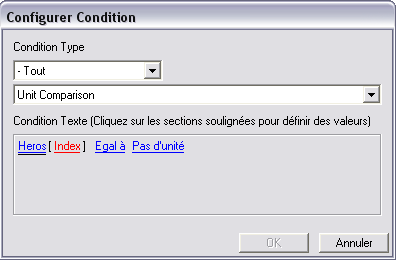 Configurer Condition
Condition Type
- Tout
Unit Comparison
Condition Texte (Cliquez sur les sections soulignées pour définir des valeurs)
Heros [ Index ] Egal à Pas d'unité
OK Annuler